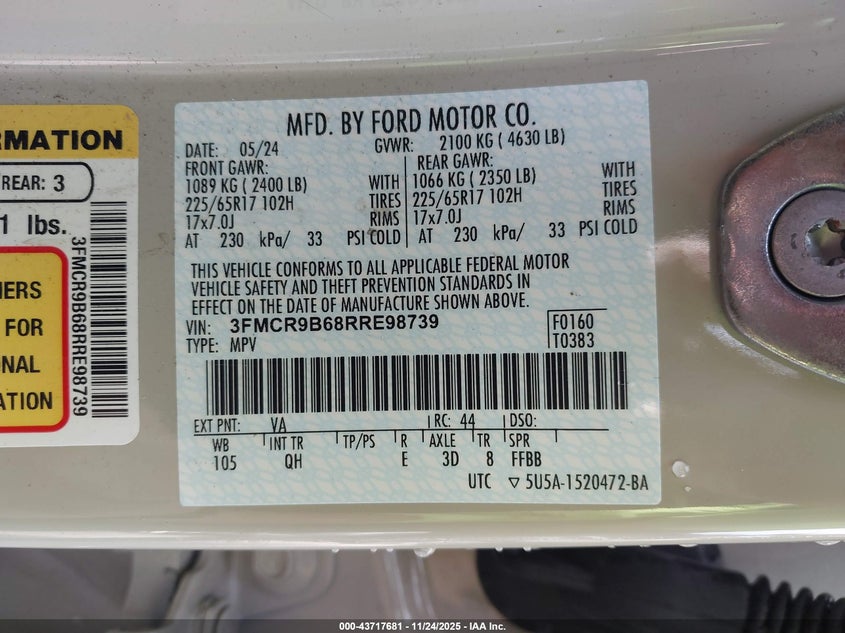 RMATION
REAR: 3
1 lbs.
3FMCR9B68RRE98739
FOR
ONAL
MFD. BY FORD MOTOR CO.
DATE: 05/24 GVWR: 2100 KG ( 4630 LB)
FRONT GAWR: REAR GAWR:
1089 KG ( 2400 LB) WITH 1066 KG ( 2350 LB) WITH
225/65R17 102H TIRES 225/65R17 102H TIRES
17x7.0J RIMS 17x7.0J RIMS
AT 230 kPa/ 33 PSI COLD AT 230 kPa/ 33 PSI COLD
THIS VEHICLE CONFORMS TO ALL APPLICABLE FEDERAL MOTOR
VEHICLE SAFETY AND THEFT PREVENTION STANDARDS IN
EFFECT ON THE DATE OF MANUFACTURE SHOWN ABOVE.
VIN: 3FMCR9B68RRE98739 F0160
TYPE: MPV T0383
EXT PNT: VA RC: 44 DSO:
WB INT TR TP/PS R AXLE TR SPR
105 QH E 3D 8 FFBB
UTC ▽ 5U5A-1520472-BA
000-43717681 - 11/24/2025 - IAA Inc.